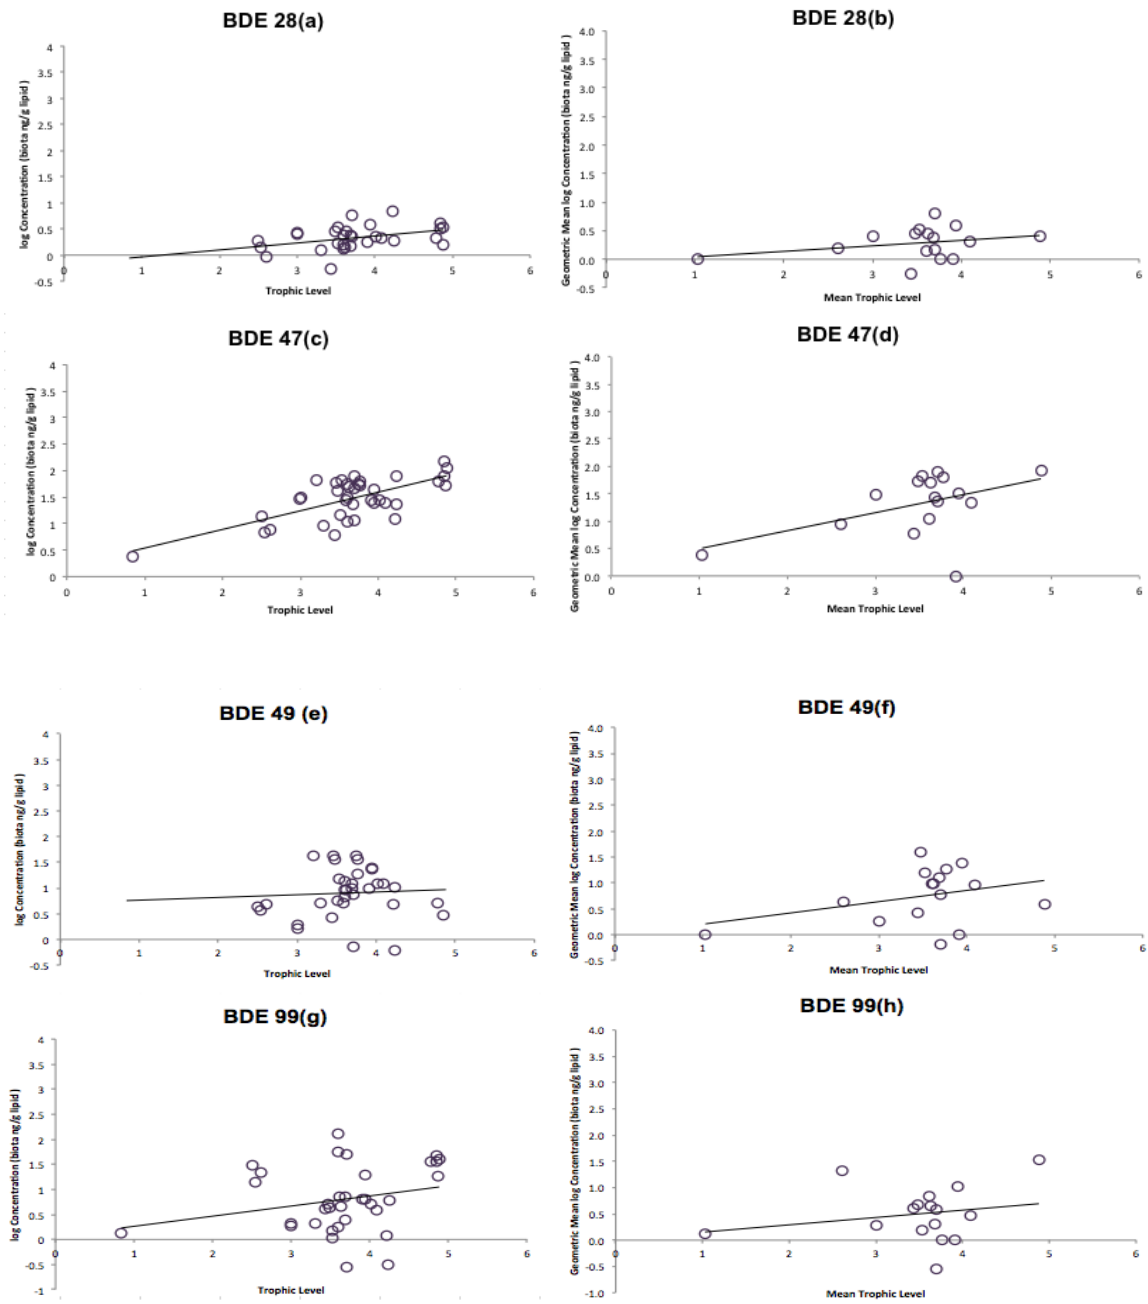 BDE 28(a)
log Concentration (biota ng/g lipid )
4
3.5
3
2.5
2
1.5
1
0.5
0
-0.5
0 1 2 3 4 5 6
Trophic Level
BDE 28(b)
Geometric Mean log Concentration (biota ng/g lipid )
4.0
3.5
3.0
2.5
2.0
1.5
1.0
0.5
0.0
-0.5
0 1 2 3 4 5 6
Mean Trophic Level
BDE 47(c)
log Concentration (biota ng/g lipid )
4
3.5
3
2.5
2
1.5
1
0.5
0
0 1 2 3 4 5 6
Trophic Level
BDE 47(d)
Geometric Mean log Concentration (biota ng/g lipid )
4.0
3.5
3.0
2.5
2.0
1.5
1.0
0.5
0.0
0 1 2 3 4 5 6
Mean Trophic Level
BDE 49 (e)
log Concentration (biota ng/g lipid )
4
3.5
3
2.5
2
1.5
1
0.5
0
-0.5
0 1 2 3 4 5 6
Trophic Level
BDE 49(f)
Geometric Mean log Concentration (biota ng/g lipid )
4.0
3.5
3.0
2.5
2.0
1.5
1.0
0.5
0.0
-0.5
0 1 2 3 4 5 6
Mean Trophic Level
BDE 99(g)
log Concentration (biota ng/g lipid )
4
3.5
3
2.5
2
1.5
1
0.5
0
-0.5
-1
0 1 2 3 4 5 6
Trophic Level
BDE 99(h)
Geometric Mean log Concentration (biota ng/g lipid )
4.0
3.5
3.0
2.5
2.0
1.5
1.0
0.5
0.0
-0.5
-1.0
0 1 2 3 4 5 6
Mean Trophic Level